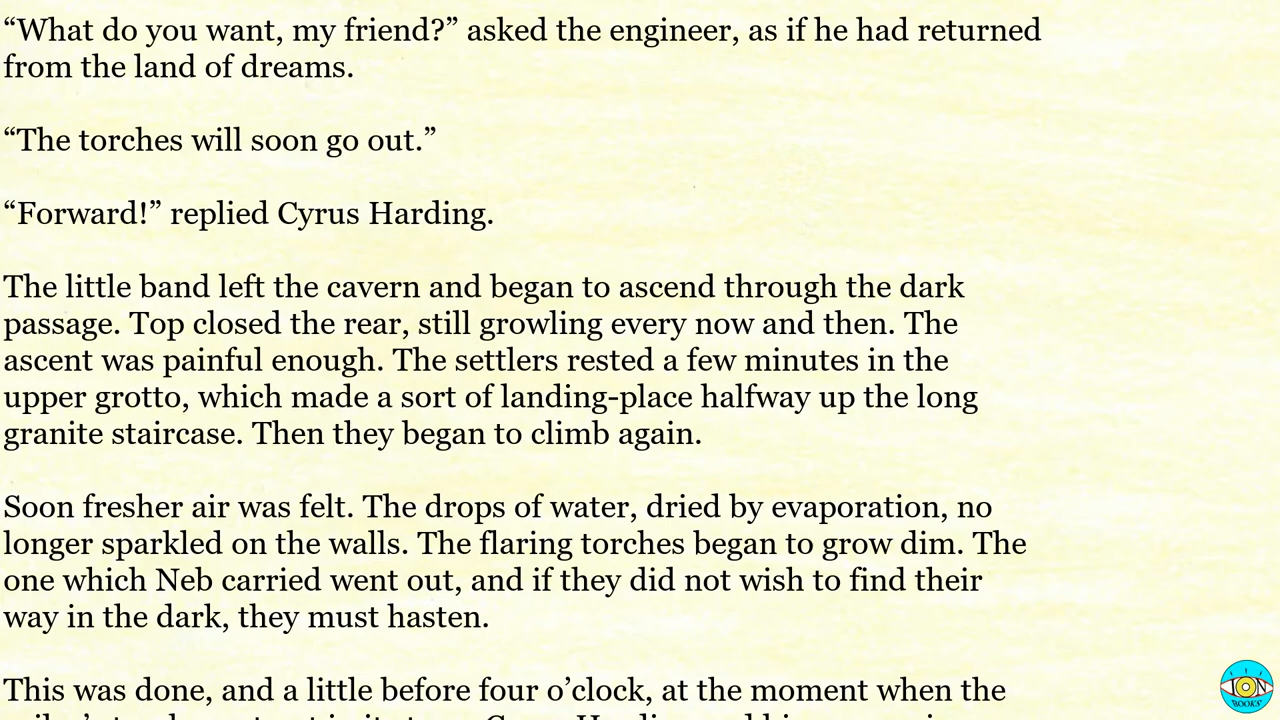 “What do you want, my friend?” asked the engineer, as if he had returned
from the land of dreams.
“The torches will soon go out.”
“Forward!” replied Cyrus Harding.
The little band left the cavern and began to ascend through the dark
passage. Top closed the rear, still growling every now and then. The
ascent was painful enough. The settlers rested a few minutes in the
upper grotto, which made a sort of landing-place halfway up the long
granite staircase. Then they began to climb again.
Soon fresher air was felt. The drops of water, dried by evaporation, no
longer sparkled on the walls. The flaring torches began to grow dim. The
one which Neb carried went out, and if they did not wish to find their
way in the dark, they must hasten.
This was done, and a little before four o’clock, at the moment when the
ION
BOOKS